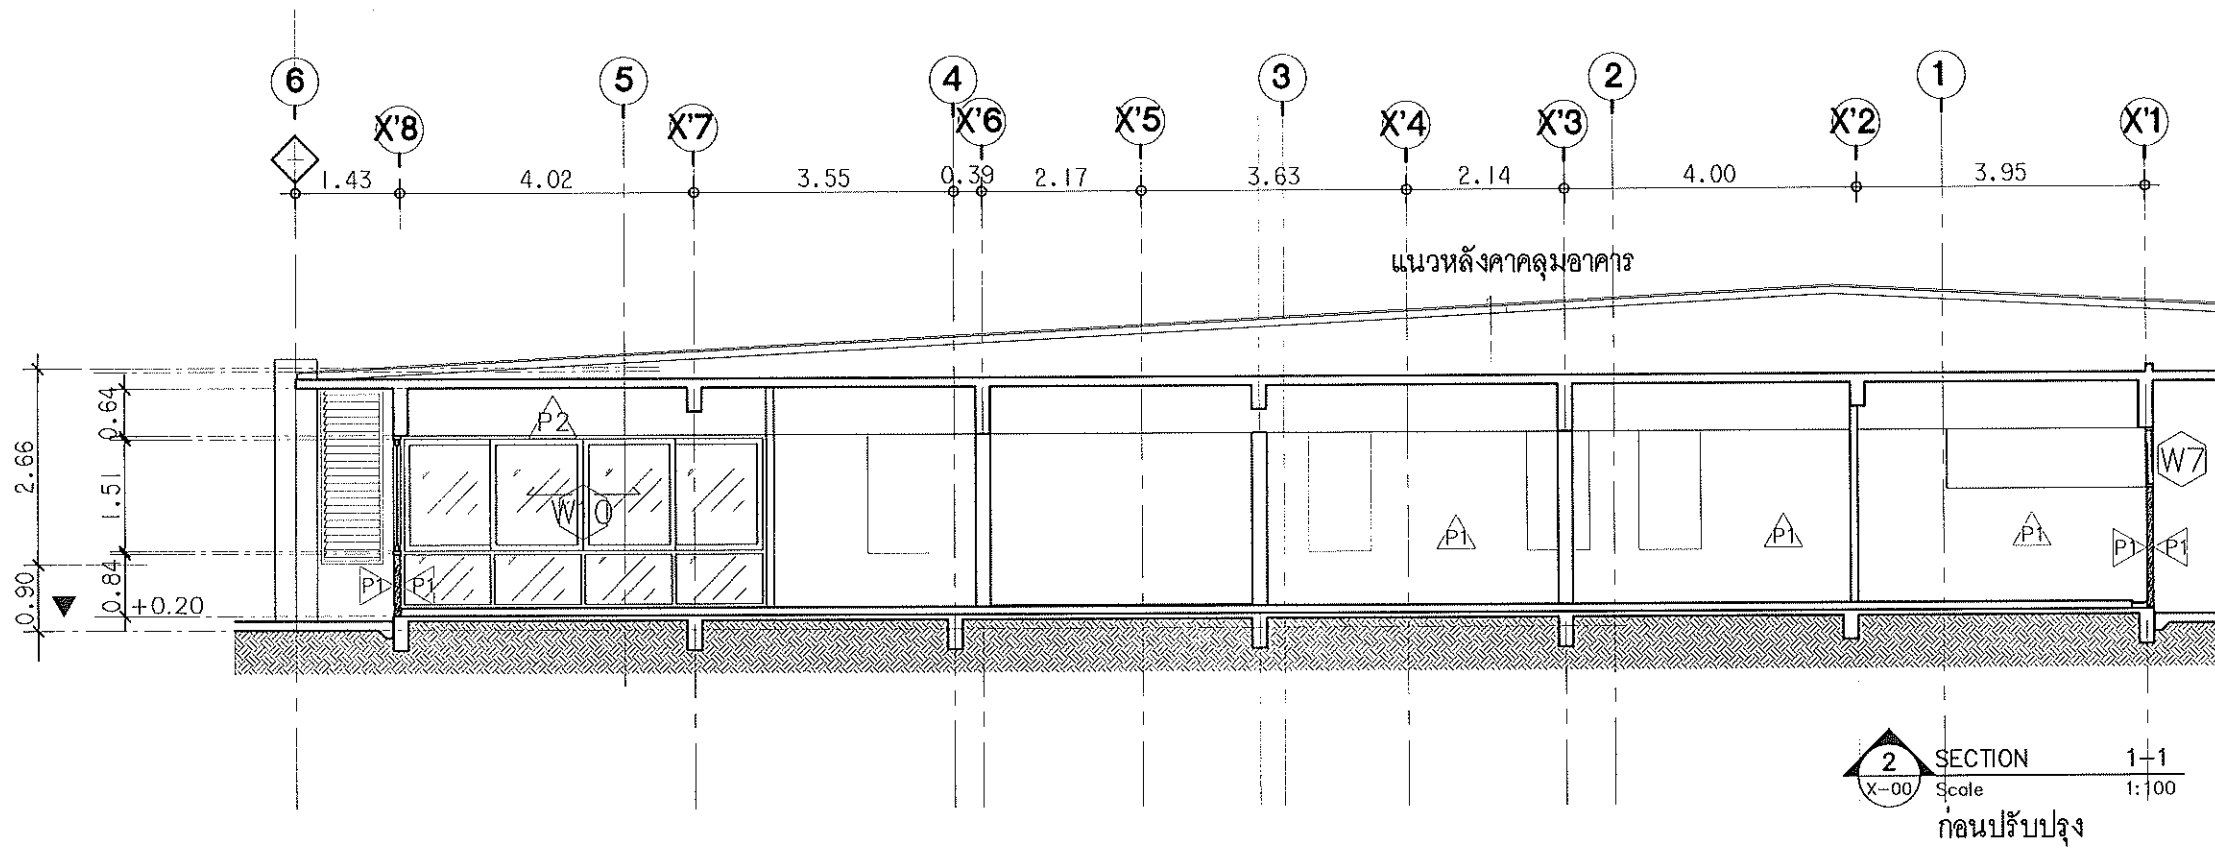 6 5 4 3 2 1
X'8 X'7 X'6 X'5 X'4 X'3 X'2 X'1
1.43 4.02 3.55 0.39 2.17 3.63 2.14 4.00 3.95
แนวหลังคาคลุมอาคาร
0.64
P2
2.66
1.51
W10
W7
P1 P1 P1 P1 P1
0.84
P1 P1
0.90
+0.20
2 SECTION 1-1
X-00 Scale 1:100
ก่อนปรับปรุง